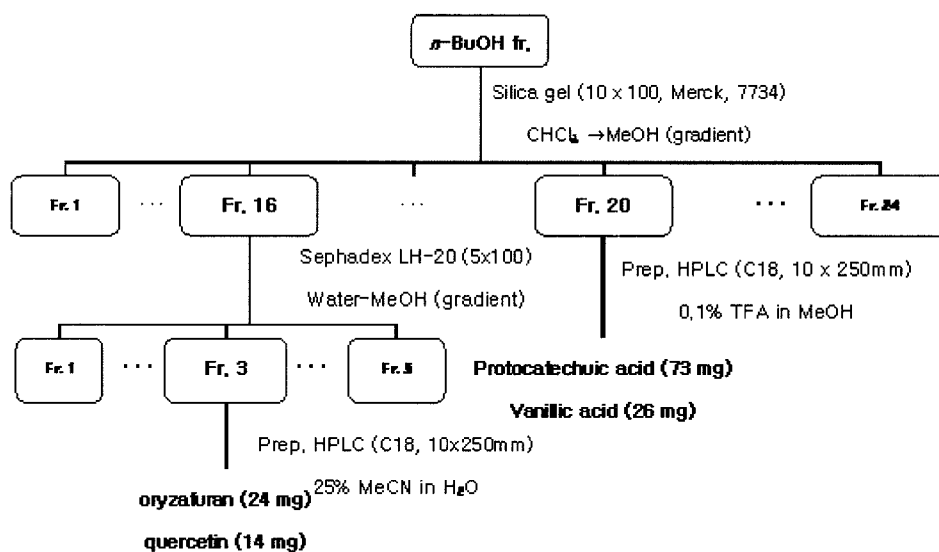 n-BuOH fr.
Silica gel (10 x 100, Merck, 7734)
CHCl₃ →MeOH (gradient)
Fr. 1 ... Fr. 16 ... Fr. 20 ... Fr. 24
Sephadex LH-20 (5x100)
Water-MeOH (gradient)
Prep. HPLC (C18, 10 x 250mm)
0,1% TFA in MeOH
Fr. 1 ... Fr. 3 ... Fr. 5
Protocatechuic acid (73 mg)
Vanillic acid (26 mg)
Prep. HPLC (C18, 10x250mm)
25% MeCN in H₂O
oryzafuran (24 mg)
quercetin (14 mg)